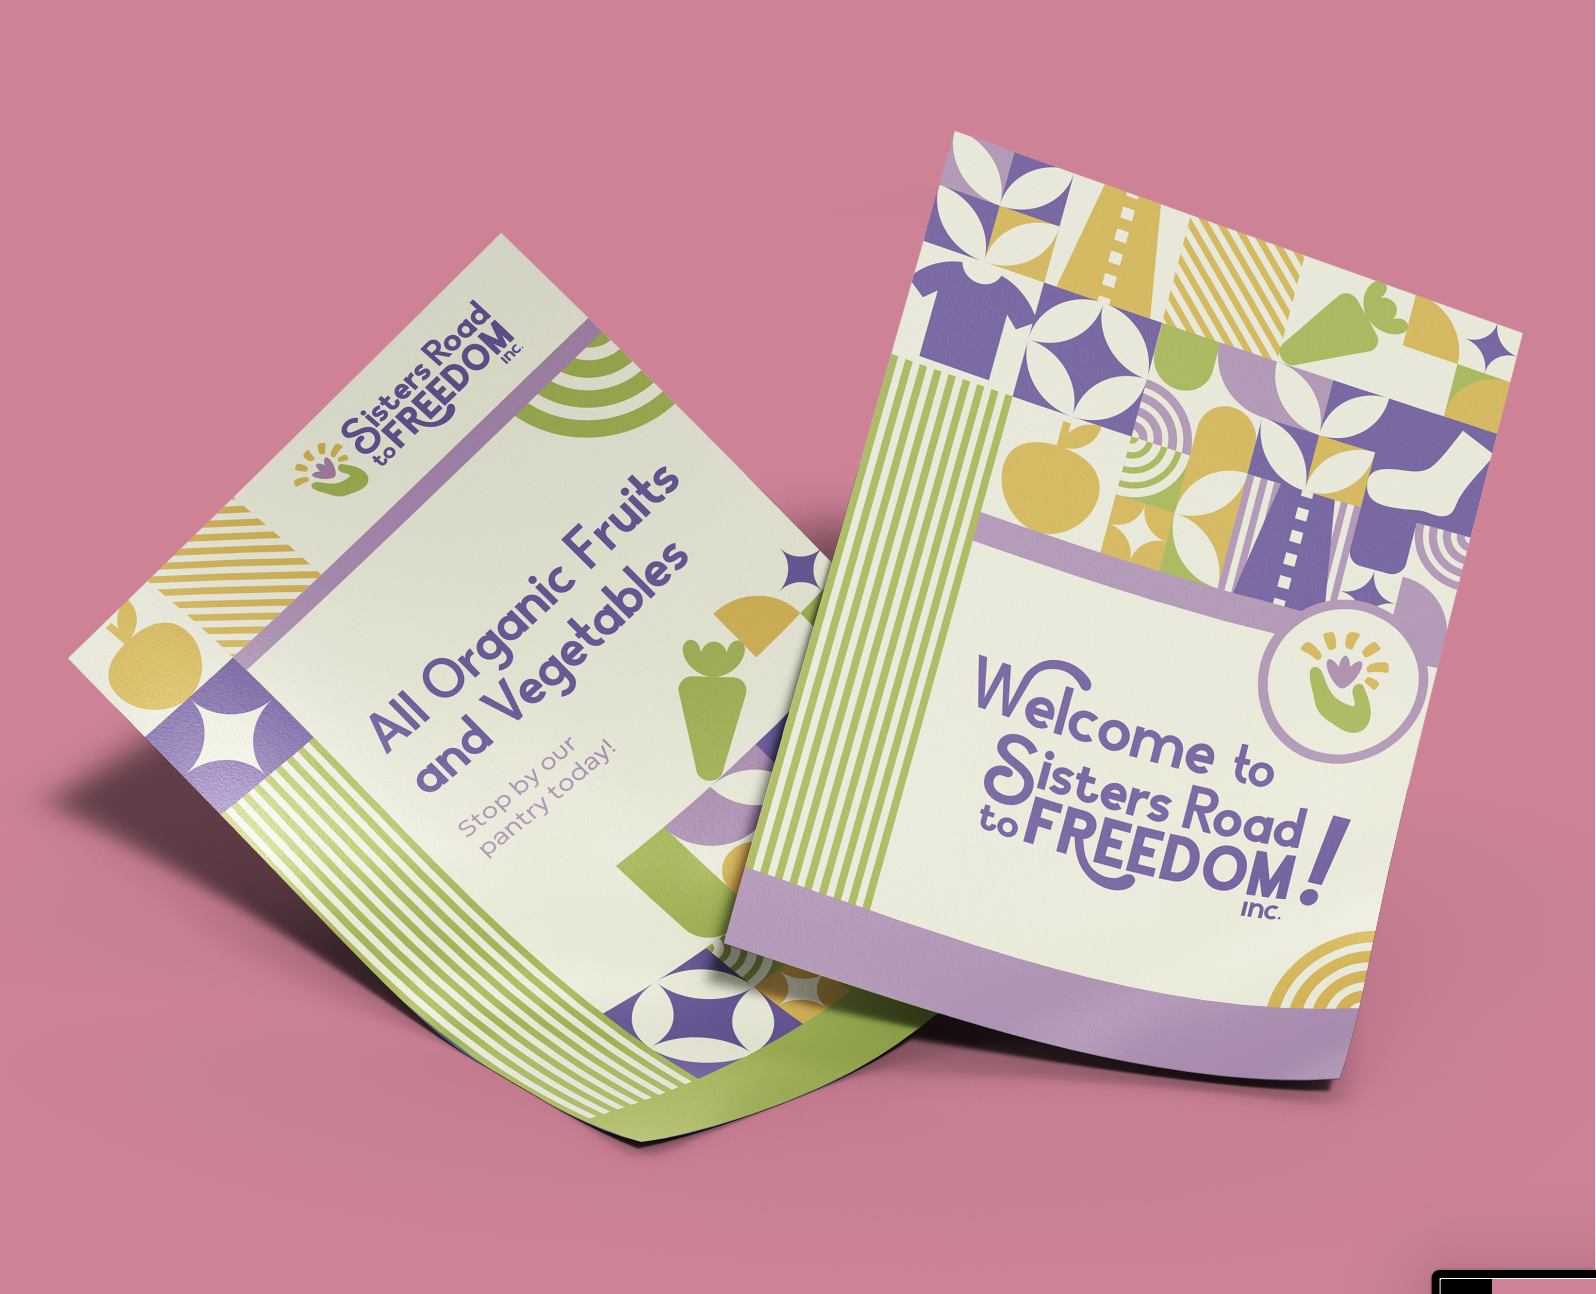 Sisters Road
to FREEDOM
Inc.
All Organic Fruits
and Vegetables
Stop by our
pantry today!
Welcome to
Sisters Road
to FREEDOM!
Inc.